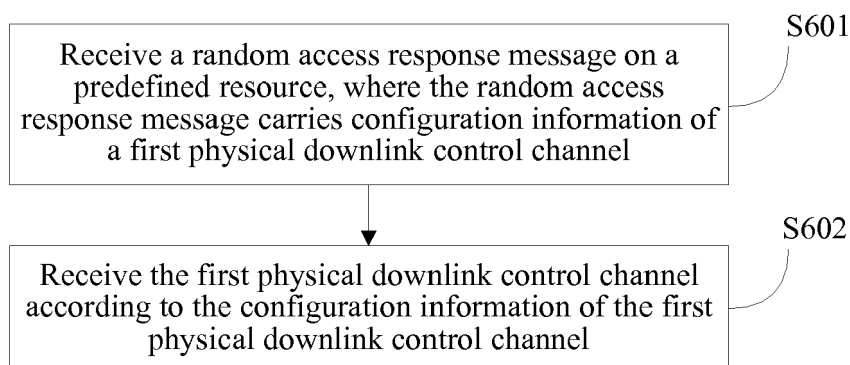 S601
Receive a random access response message on a
predefined resource, where the random access
response message carries configuration information of
a first physical downlink control channel
S602
Receive the first physical downlink control channel
according to the configuration information of the first
physical downlink control channel